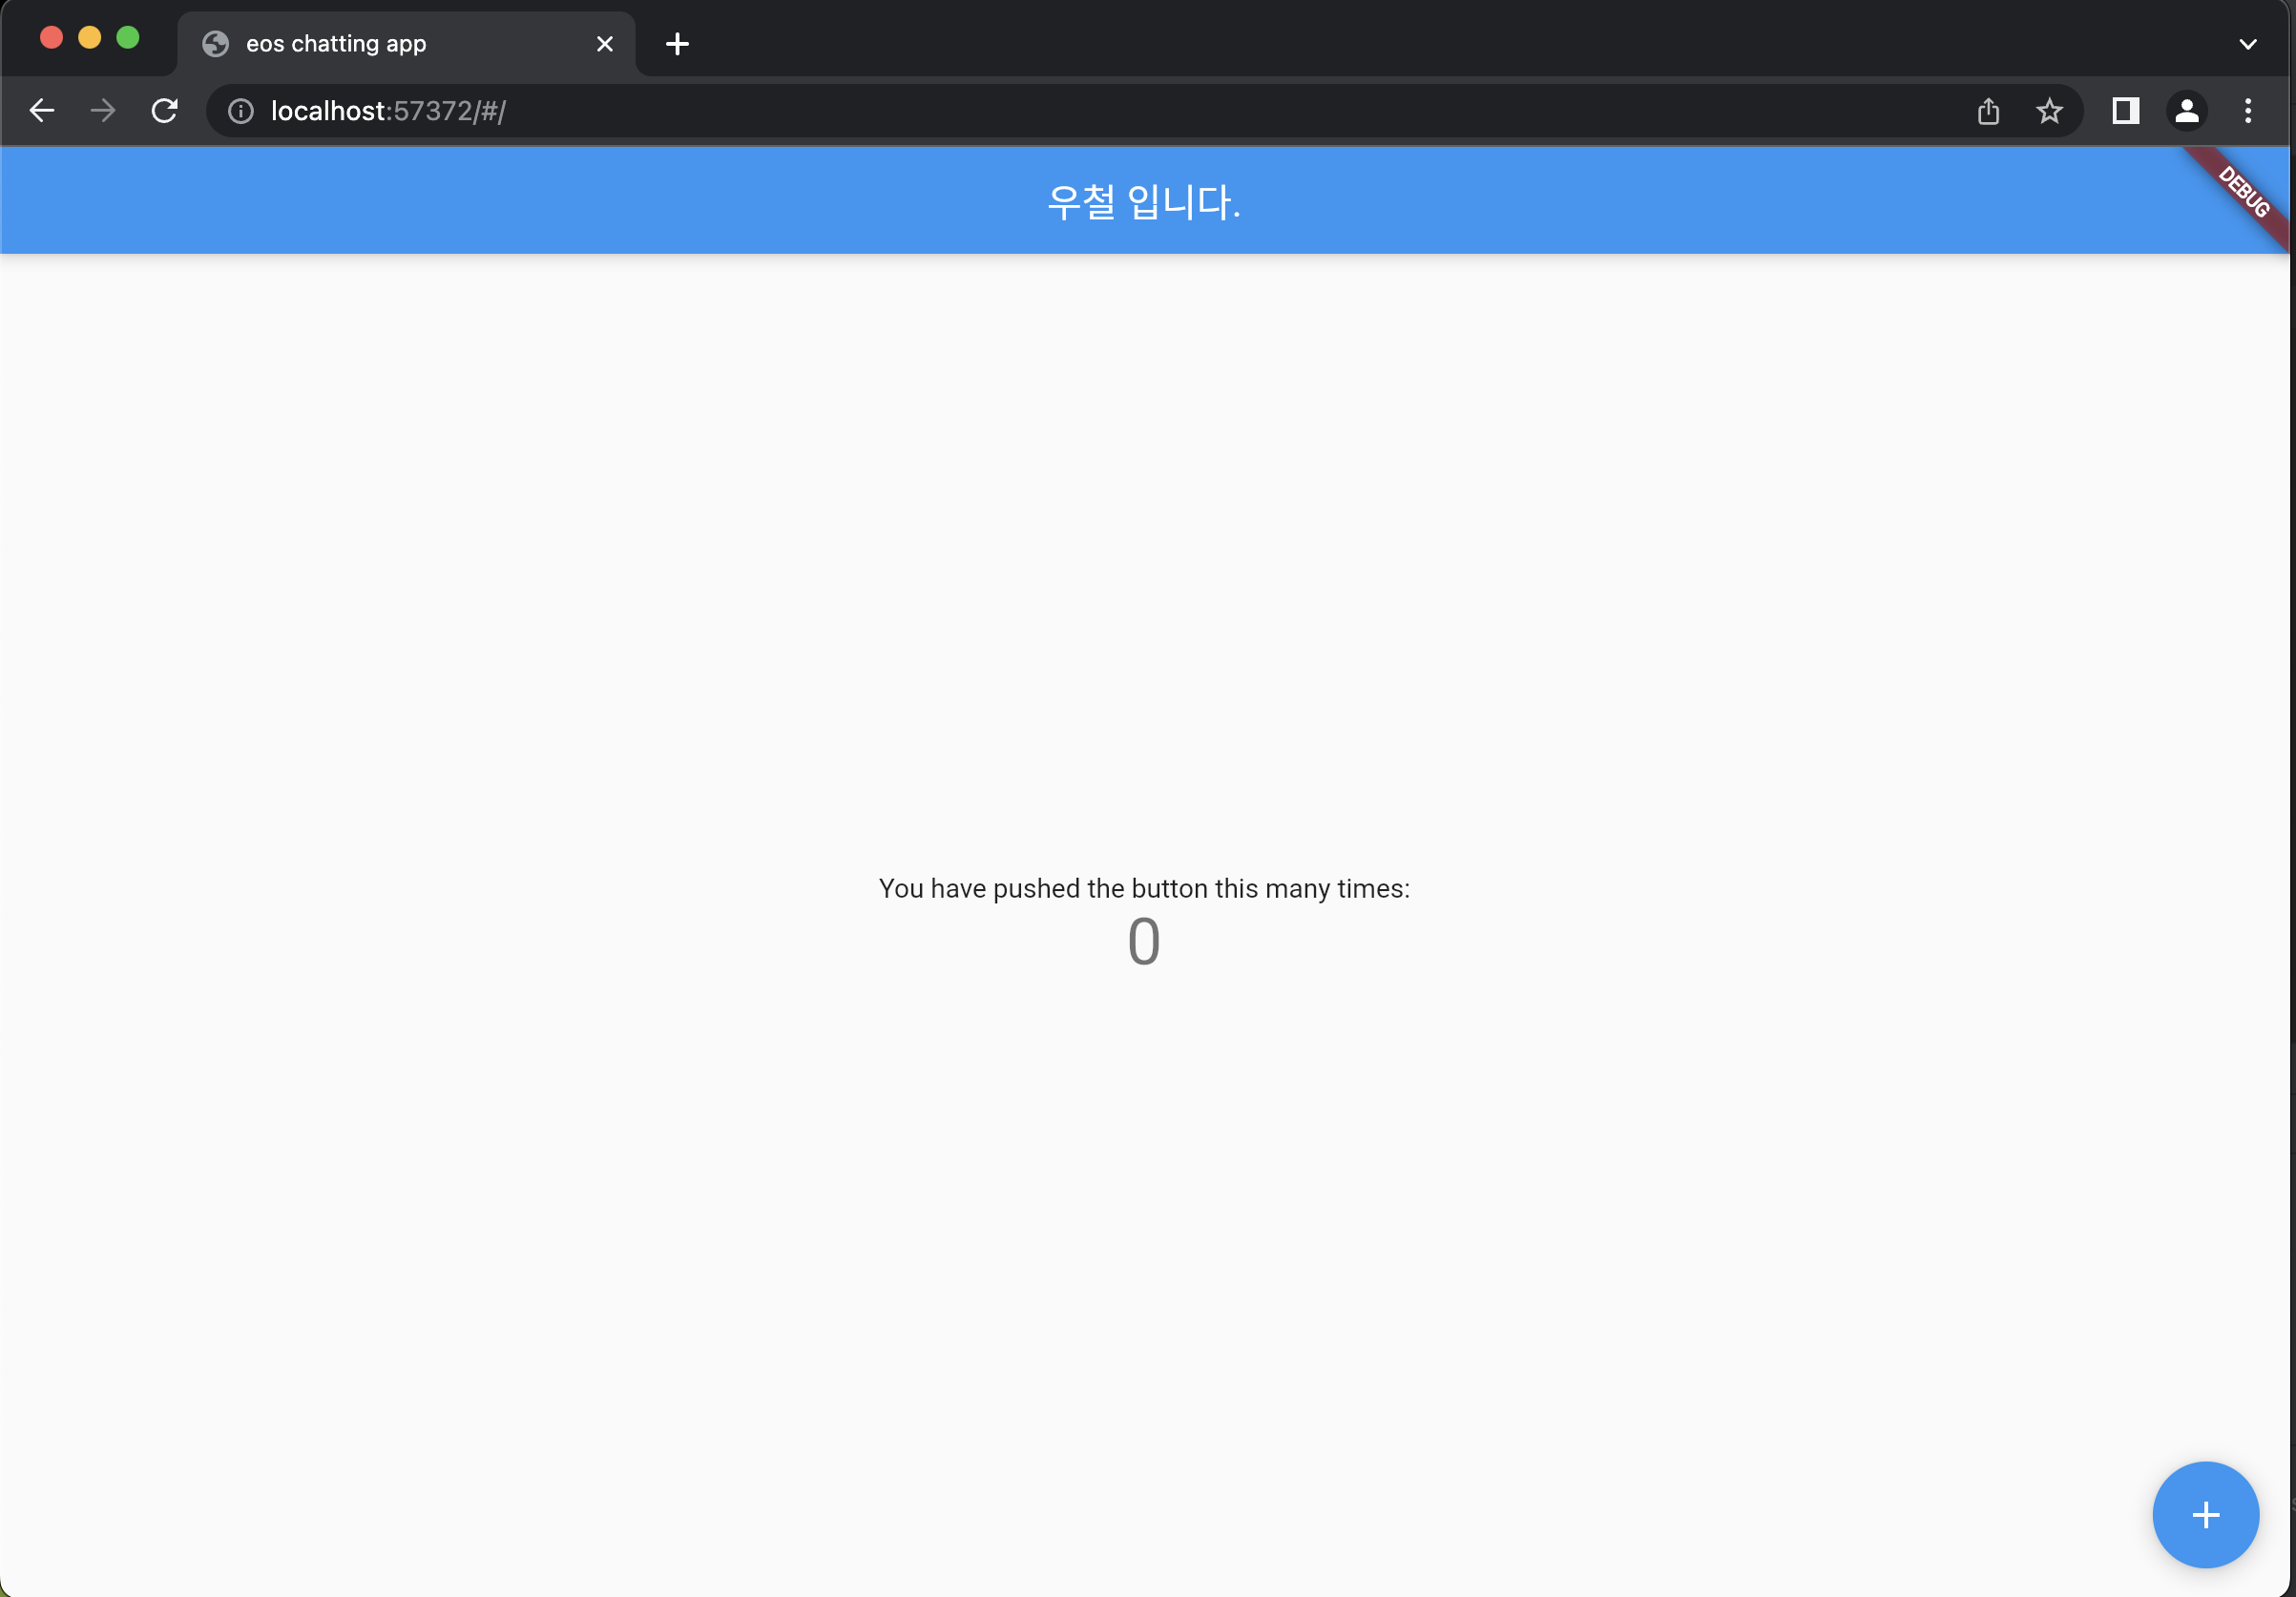 eos chatting app
localhost:57372/#/
우철 입니다.
DEBUG
You have pushed the button this many times:
0